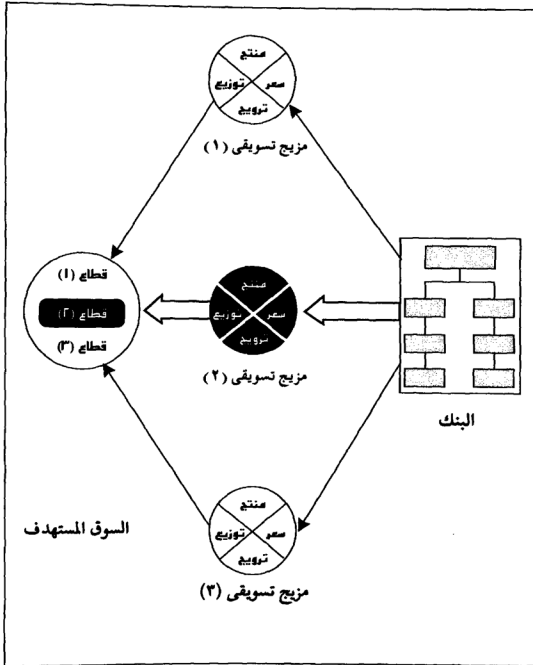 منتج
سعر توزيع
ترويج
مزيج تسويقى (١)
قطاع (١)
قطاع (٢)
قطاع (٣)
منتج
سعر توزيع
ترويج
مزيج تسويقى (٢)
البنك
منتج
سعر توزيع
ترويج
مزيج تسويقى (٣)
السوق المستهدف